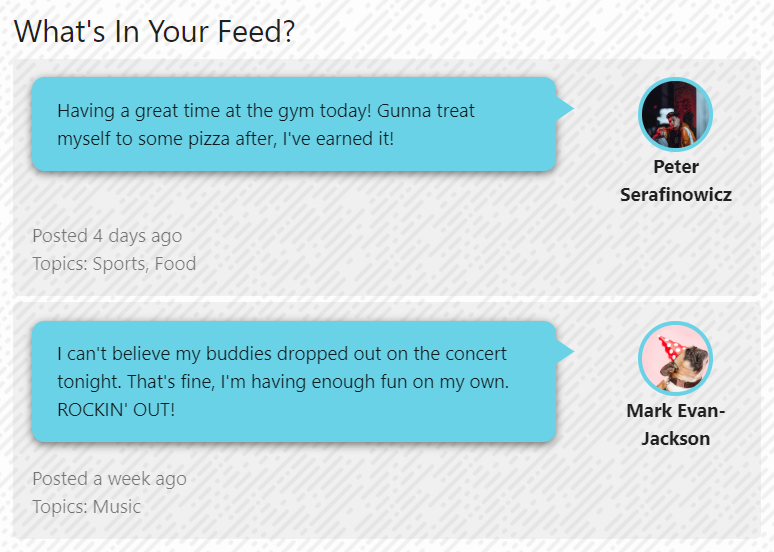 What's In Your Feed?
Having a great time at the gym today! Gunna treat
myself to some pizza after, I've earned it!
Peter
Serafinowicz
Posted 4 days ago
Topics: Sports, Food
I can't believe my buddies dropped out on the concert
tonight. That's fine, I'm having enough fun on my own.
ROCKIN' OUT!
Mark Evan-
Jackson
Posted a week ago
Topics: Music